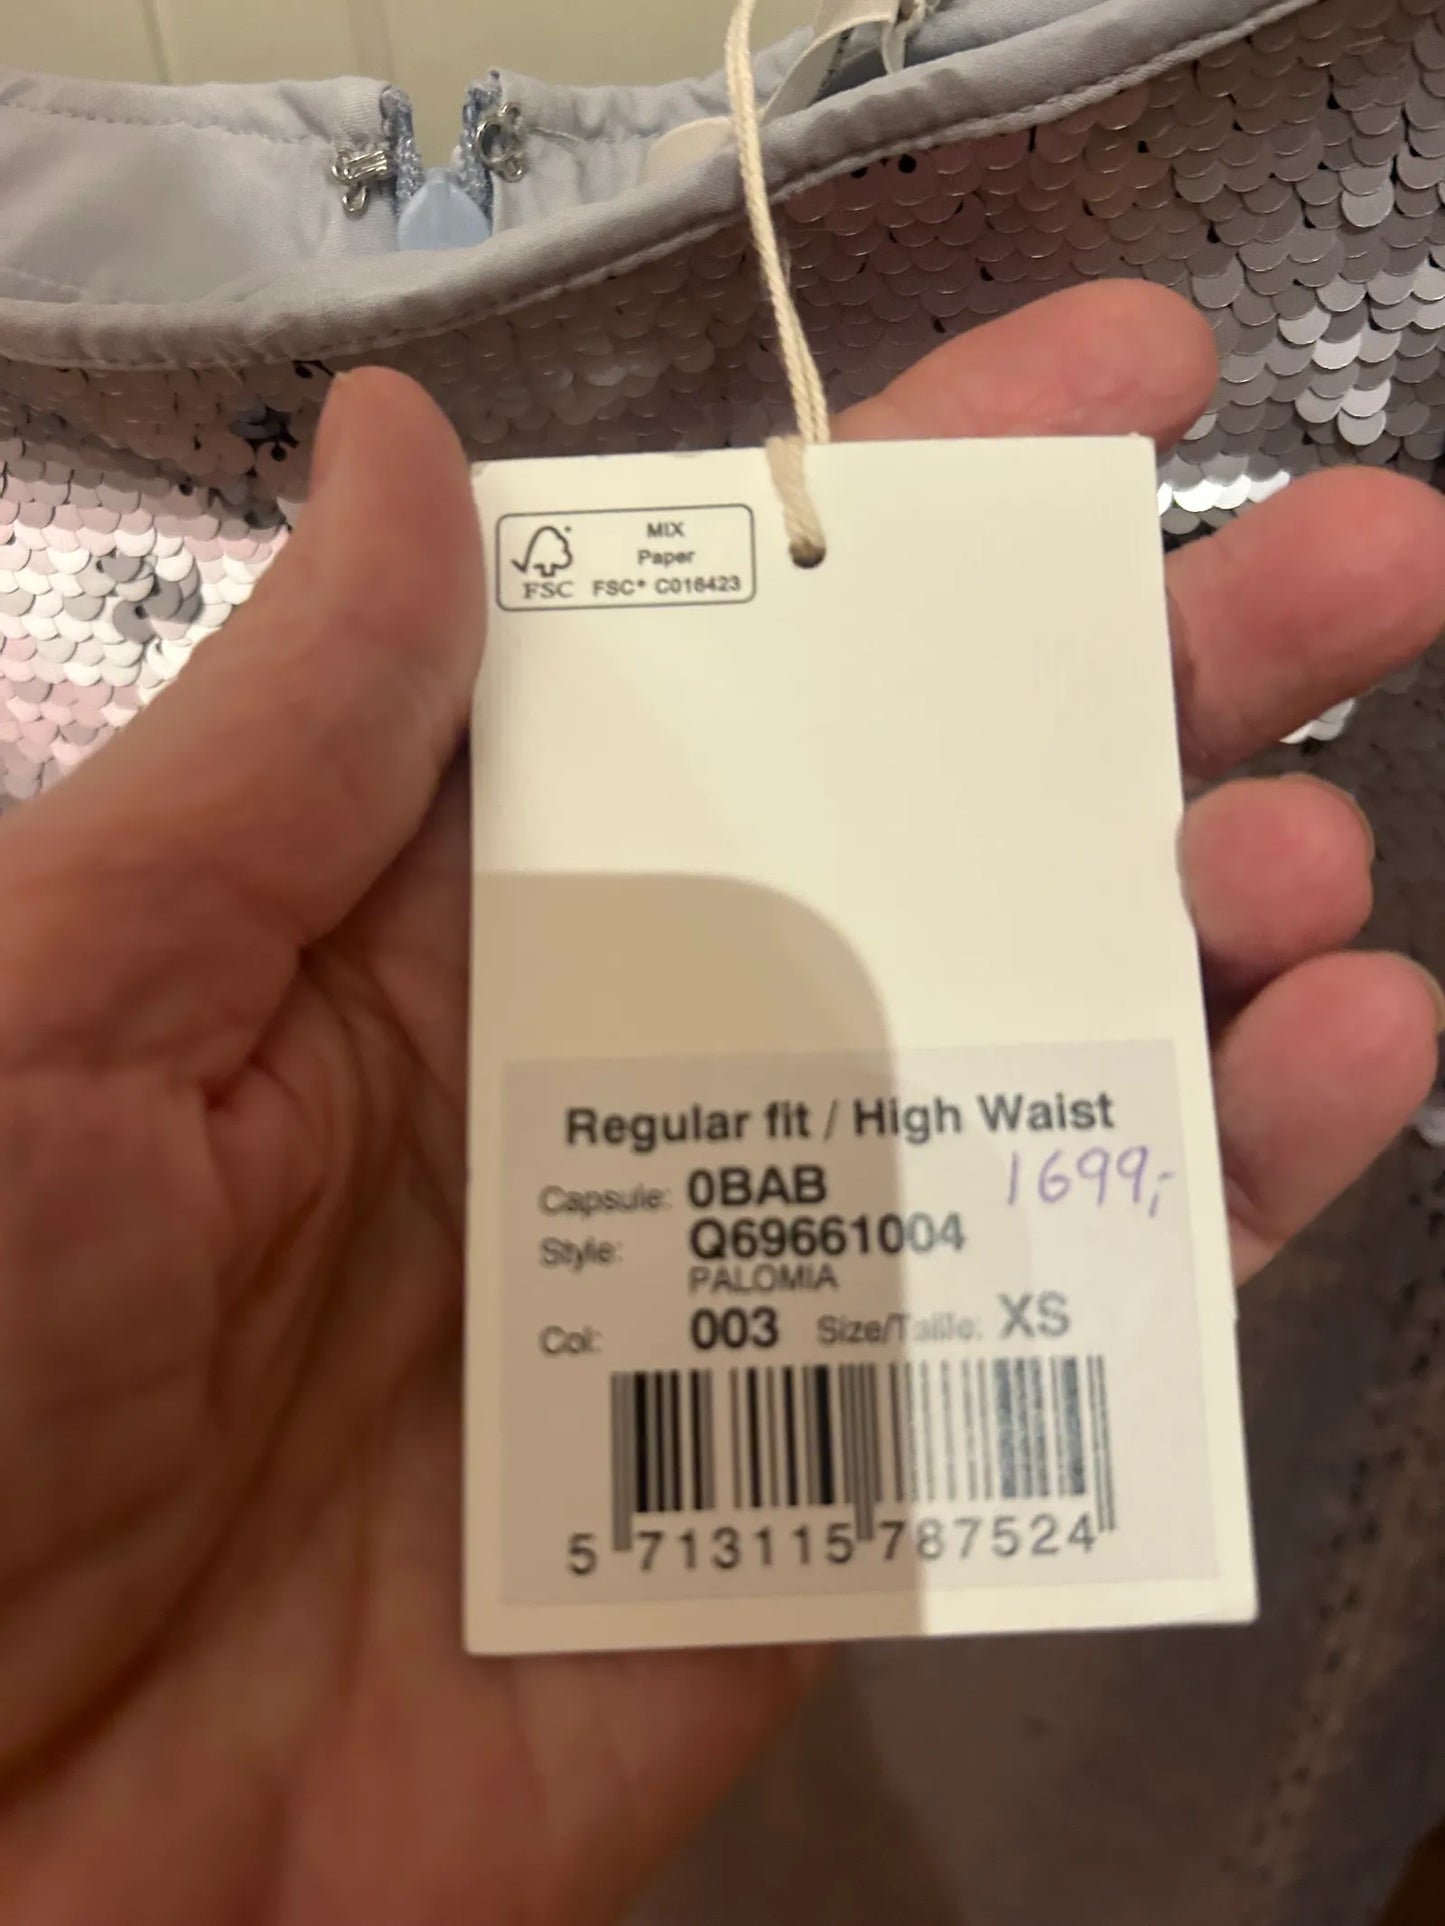 MIX
Paper
FSC FSC® C016423
Regular fit / High Waist
1699,-
Capsule: 0BAB
Style: Q69661004
PALOMIA
Col: 003 Size/Taille: XS
5 713115 787524